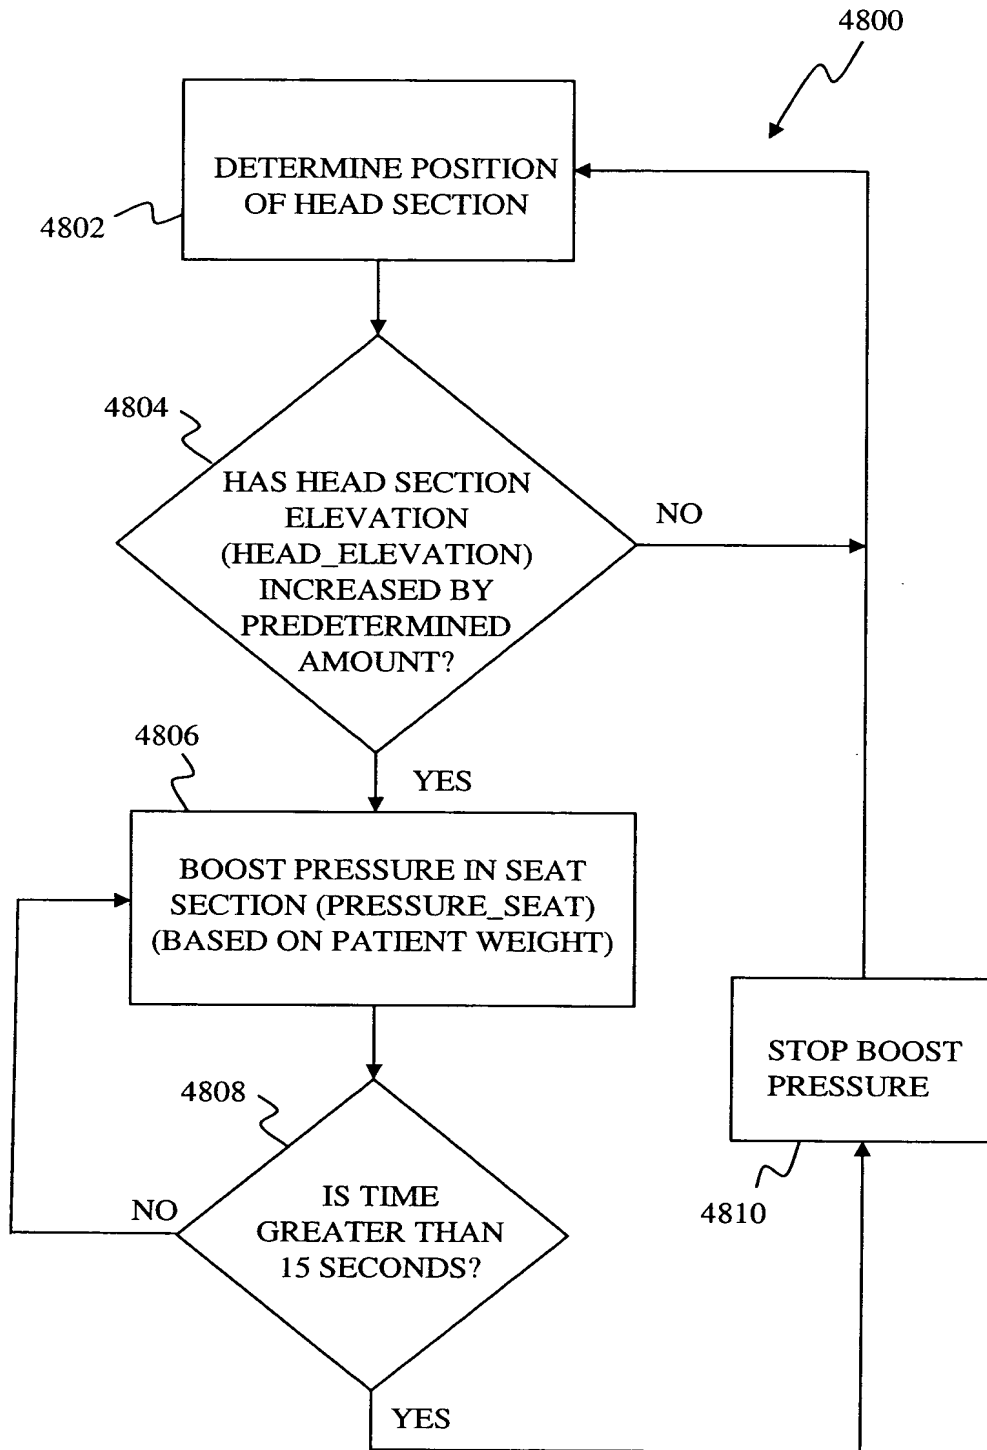 4800
DETERMINE POSITION
OF HEAD SECTION
4802
4804
HAS HEAD SECTION
ELEVATION
(HEAD_ELEVATION)
INCREASED BY
PREDETERMINED
AMOUNT?
NO
4806
YES
BOOST PRESSURE IN SEAT
SECTION (PRESSURE_SEAT)
(BASED ON PATIENT WEIGHT)
STOP BOOST
PRESSURE
4808
NO
IS TIME
GREATER THAN
15 SECONDS?
4810
YES